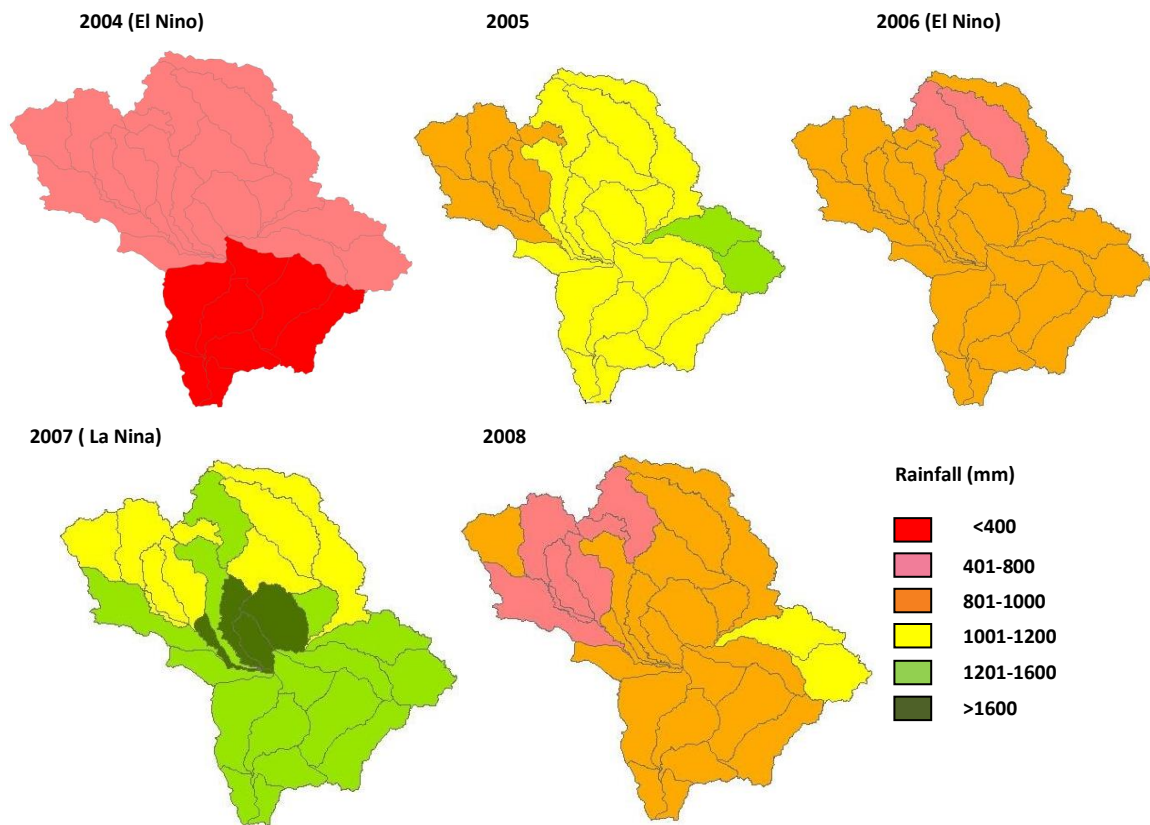 2004 (El Nino)
2005
2006 (El Nino)
2007 ( La Nina)
2008
Rainfall (mm)
<400
401-800
801-1000
1001-1200
1201-1600
>1600